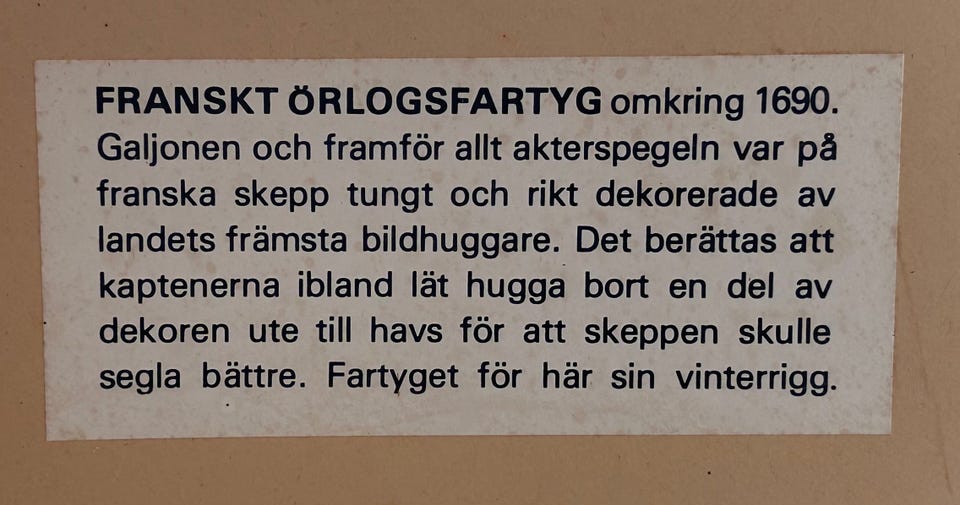 FRANSKT ÖRLOGSFARTYG omkring 1690.
Galjonen och framför allt akterspegeln var på
franska skepp tungt och rikt dekorerade av
landets främsta bildhuggare. Det berättas att
kaptenerna ibland lät hugga bort en del av
dekoren ute till havs för att skeppen skulle
segla bättre. Fartyget för här sin vinterrigg.